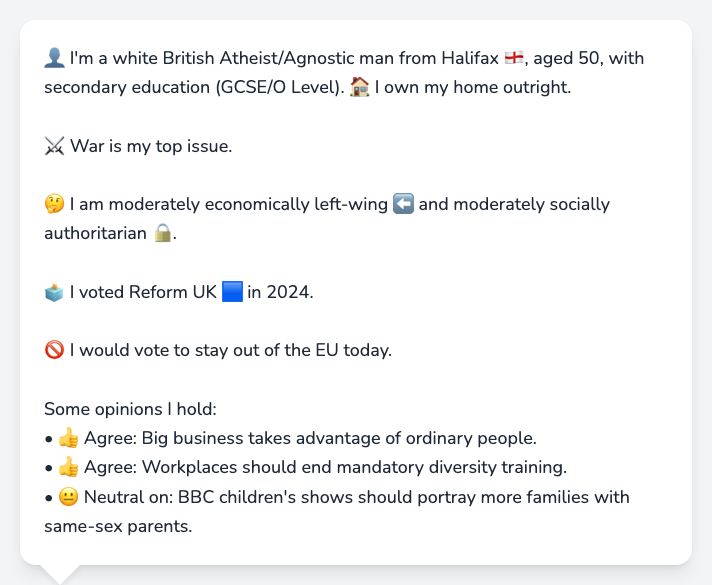 👤 I'm a white British Atheist/Agnostic man from Halifax 🏴󠁧󠁢󠁥󠁮󠁧󠁿, aged 50, with
secondary education (GCSE/O Level). 🏠 I own my home outright.
⚔️ War is my top issue.
🤔 I am moderately economically left-wing ⬅️ and moderately socially
authoritarian 🔒.
🗳️ I voted Reform UK 🟦 in 2024.
🚫 I would vote to stay out of the EU today.
Some opinions I hold:
• 👍 Agree: Big business takes advantage of ordinary people.
• 👍 Agree: Workplaces should end mandatory diversity training.
• 😐 Neutral on: BBC children's shows should portray more families with
same-sex parents.